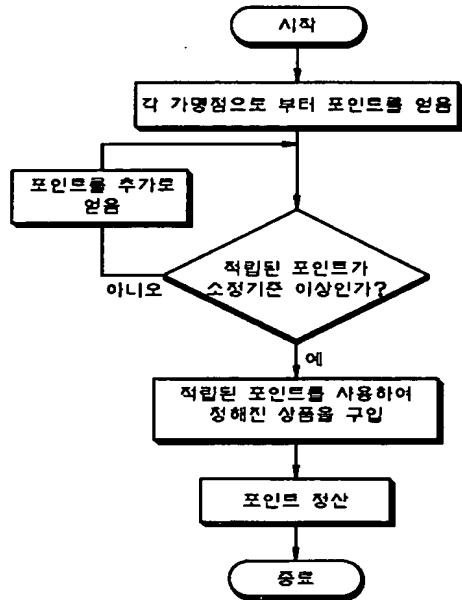 시작
각 가맹점으로 부터 포인트를 얻음
포인트를 추가로
얻음
적립된 포인트가
소정기준 이상인가?
아니오
예
적립된 포인트를 사용하여
정해진 상품을 구입
포인트 정산
종료